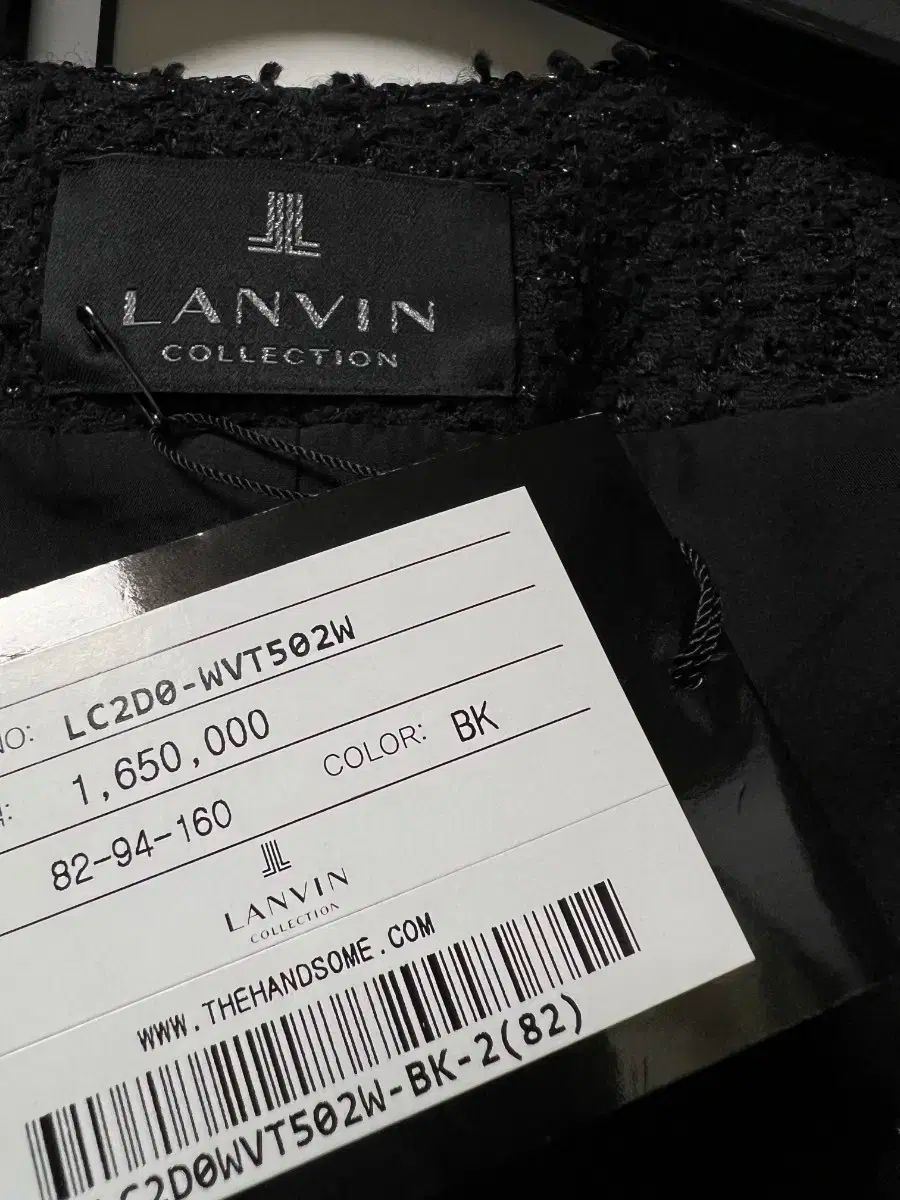 LANVIN
COLLECTION
NO: LC2D0-WVT502W
1,650,000
82-94-160 COLOR: BK
LANVIN
COLLECTION
WWW.THEHANDSOME.COM
LC2D0WVT502W-BK-2(82)